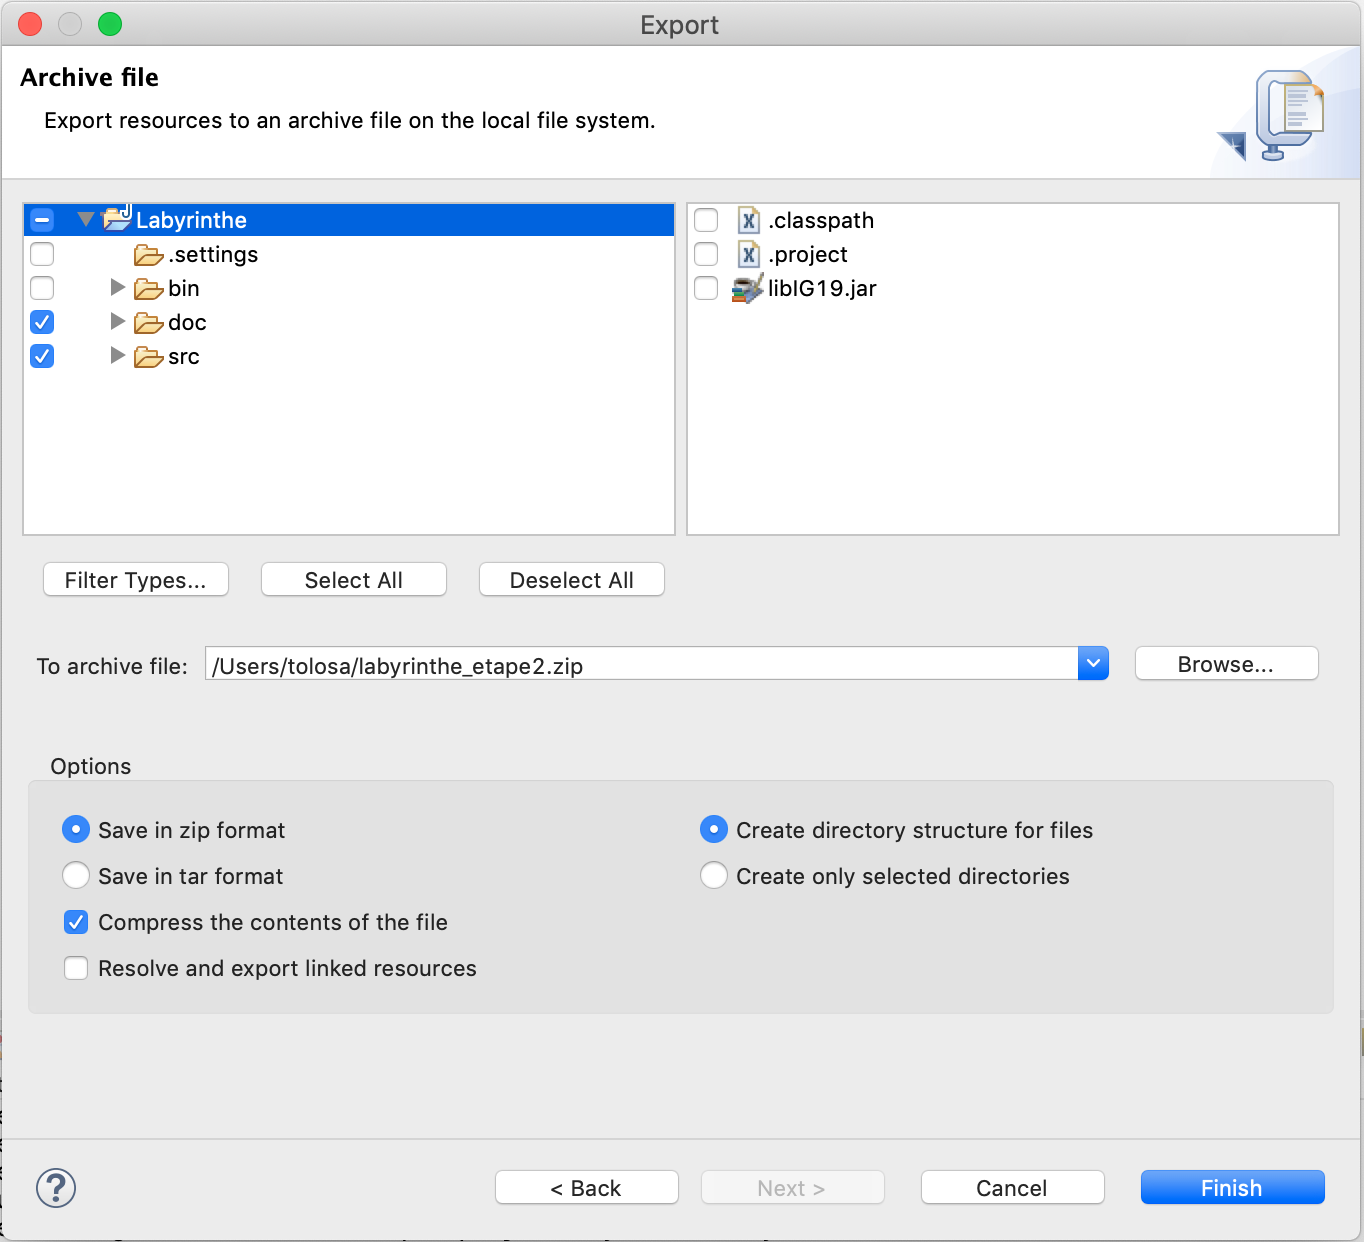 Export
Archive file
Export resources to an archive file on the local file system.
Labyrinthe
.settings
bin
doc
src
.classpath
.project
libIG19.jar
Filter Types...
Select All
Deselect All
To archive file:
/Users/tolosa/labyrinthe_etape2.zip
Browse...
Options
Save in zip format
Create directory structure for files
Save in tar format
Create only selected directories
Compress the contents of the file
Resolve and export linked resources
?
< Back
Next >
Cancel
Finish